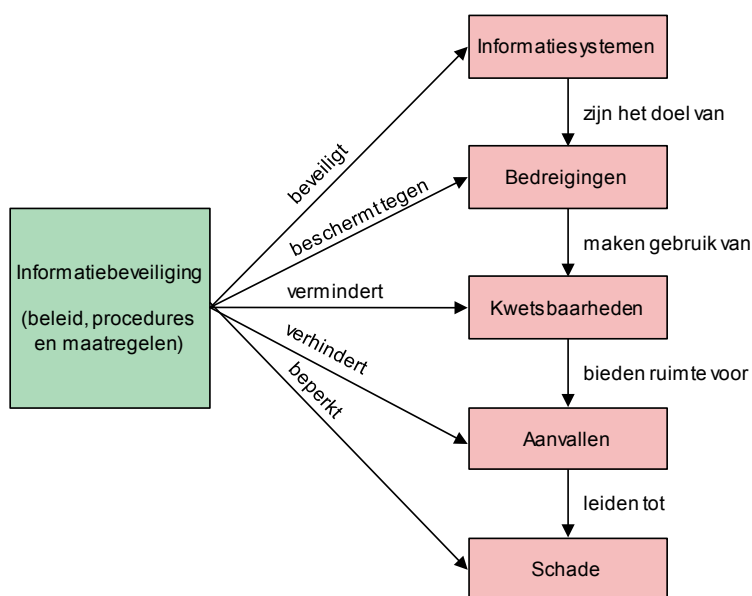 Informatiesystemen
zijn het doel van
beveiligt
Bedreigingen
beschermt tegen
maken gebruik van
Informatiebeveiliging
(beleid, procedures
en maatregelen)
vermindert
Kwetsbaarheden
verhindert
bieden ruimte voor
beperkt
Aanvallen
leiden tot
Schade